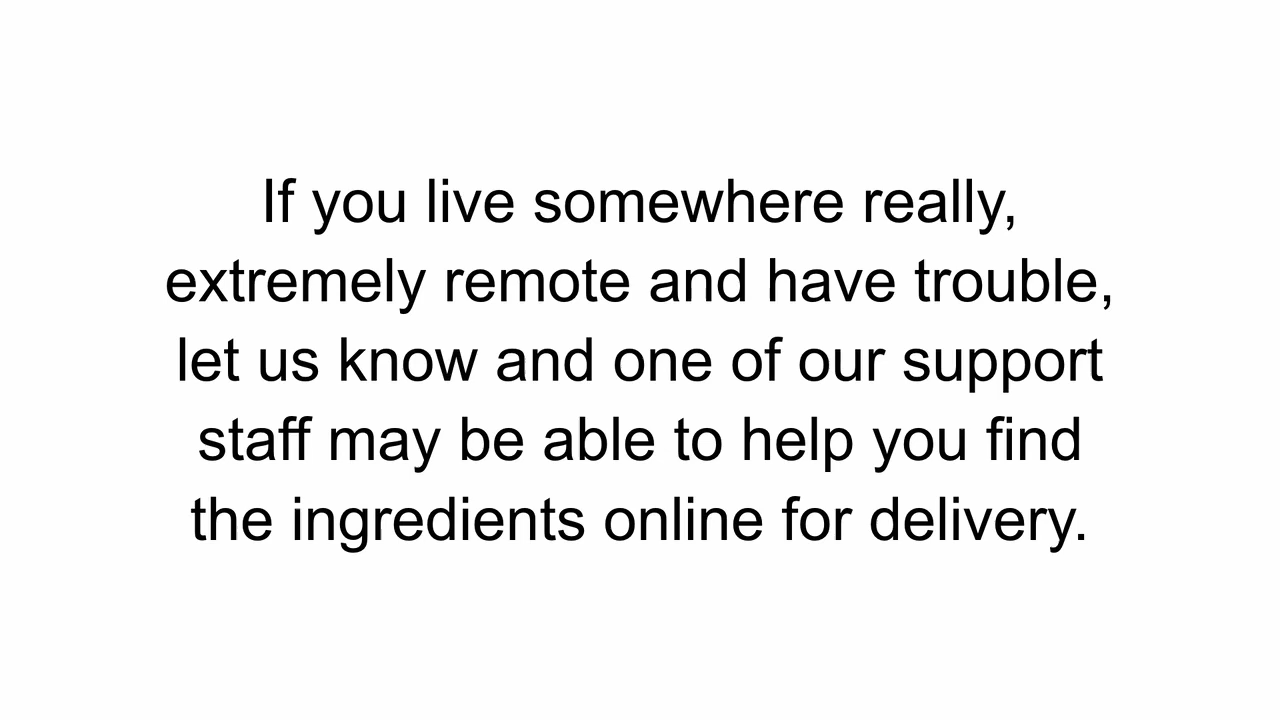 If you live somewhere really,
extremely remote and have trouble,
let us know and one of our support
staff may be able to help you find
the ingredients online for delivery.